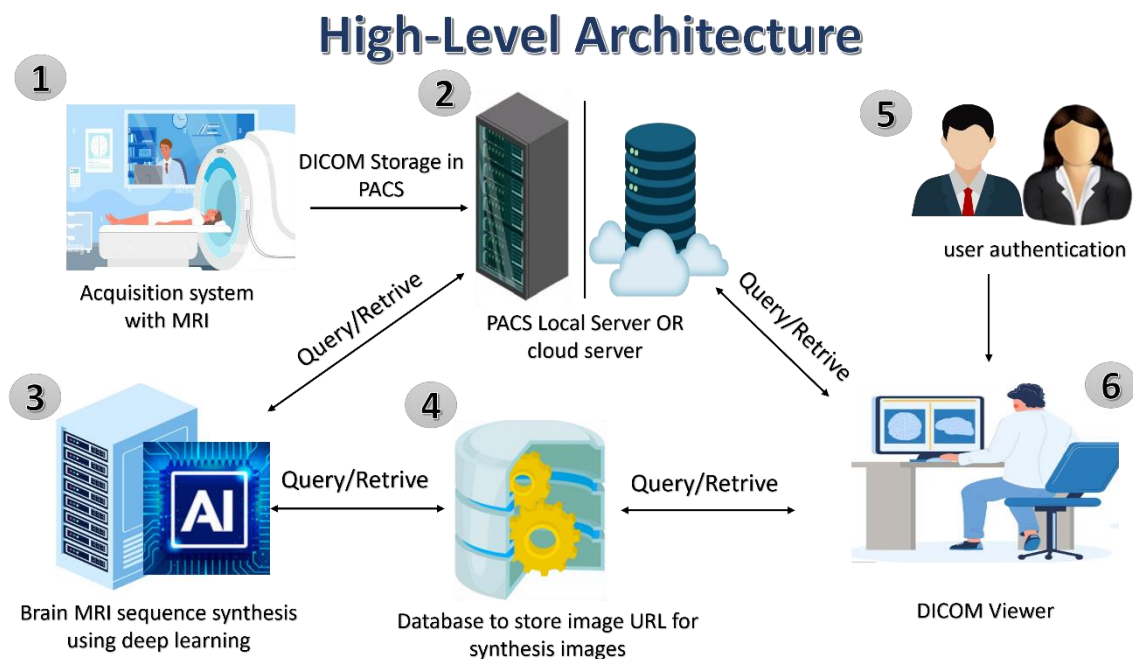 High-Level Architecture
1
2
5
DICOM Storage in
PACS
user authentication
Acquisition system
with MRI
Query/Retrive
PACS Local Server OR
cloud server
Query/Retrive
3
4
6
AI
Query/Retrive
Query/Retrive
Brain MRI sequence synthesis
using deep learning
Database to store image URL for
synthesis images
DICOM Viewer